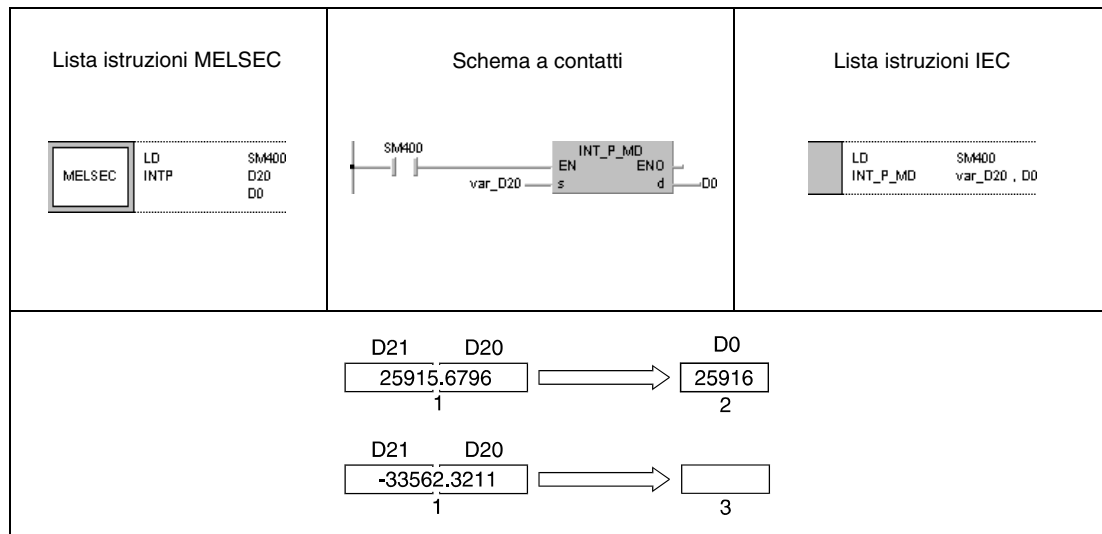 Lista istruzioni MELSEC
Schema a contatti
Lista istruzioni IEC
MELSEC
LD SM400
INTP D20
D0
SM400
INT_P_MD
EN ENO
var_D20 s d D0
LD SM400
INT_P_MD var_D20 , D0
D21 D20 D0
25915.6796 25916
1 2
D21 D20
-33562.3211
1 3